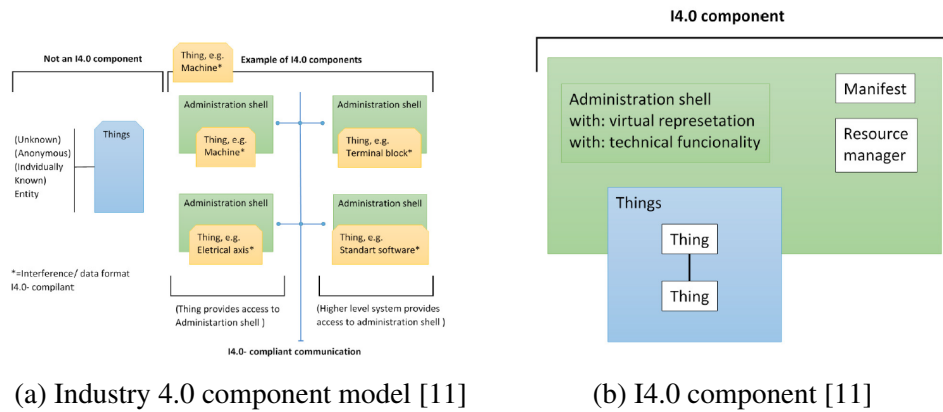 Not an I4.0 component
Thing, e.g.
Machine*
Example of I4.0 components
(Unknown)
(Anonymous)
(Indvidually
Known)
Entity
Things
Administration shell
Thing, e.g.
Machine*
Administration shell
Thing, e.g.
Terminal block*
Administration shell
Thing, e.g.
Eletrical axis*
Administration shell
Thing, e.g.
Standart software*
*=Interference/ data format
I4.0- compliant
(Thing provides access to
Administartion shell )
(Higher level system provides
access to administration shell )
I4.0- compliant communication
(a) Industry 4.0 component model [11]
I4.0 component
Administration shell
with: virtual represetation
with: technical funcionality
Manifest
Resource
manager
Things
Thing
Thing
(b) I4.0 component [11]